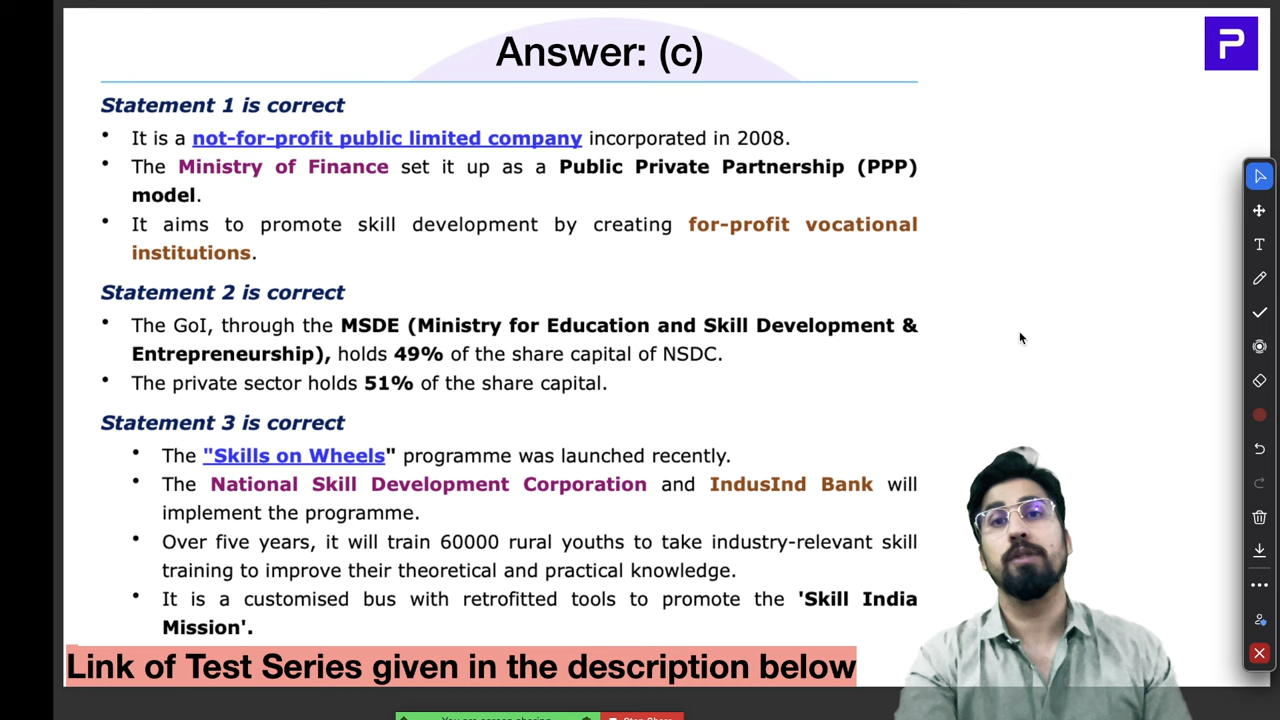 Answer: (c)
P
Statement 1 is correct
• It is a not-for-profit public limited company incorporated in 2008.
• The Ministry of Finance set it up as a Public Private Partnership (PPP)
model.
• It aims to promote skill development by creating for-profit vocational
institutions.
Statement 2 is correct
• The GoI, through the MSDE (Ministry for Education and Skill Development &
Entrepreneurship), holds 49% of the share capital of NSDC.
• The private sector holds 51% of the share capital.
Statement 3 is correct
• The "Skills on Wheels" programme was launched recently.
• The National Skill Development Corporation and IndusInd Bank will
implement the programme.
• Over five years, it will train 60000 rural youths to take industry-relevant skill
training to improve their theoretical and practical knowledge.
• It is a customised bus with retrofitted tools to promote the 'Skill India
Mission'.
Link of Test Series given in the description below